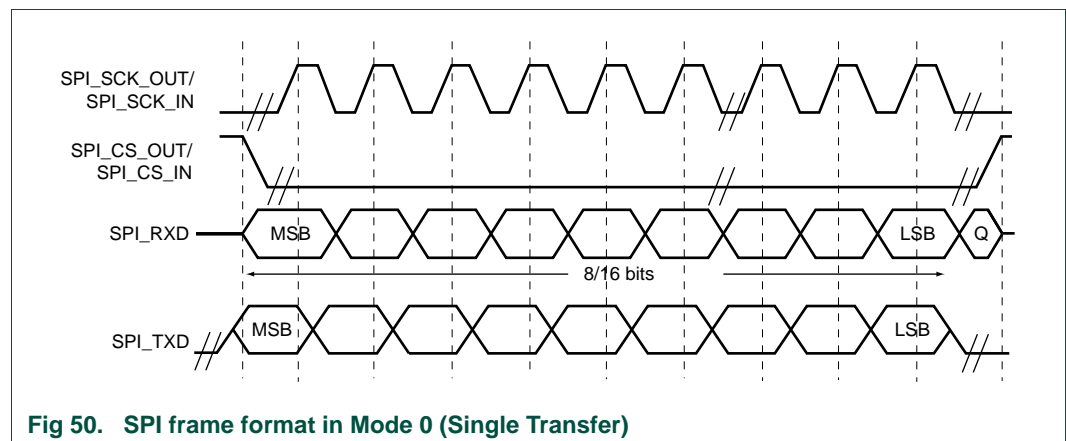 SPI_SCK_OUT/
SPI_SCK_IN
SPI_CS_OUT/
SPI_CS_IN
SPI_RXD
MSB
LSB
Q
8/16 bits
SPI_TXD
MSB
LSB
Fig 50. SPI frame format in Mode 0 (Single Transfer)